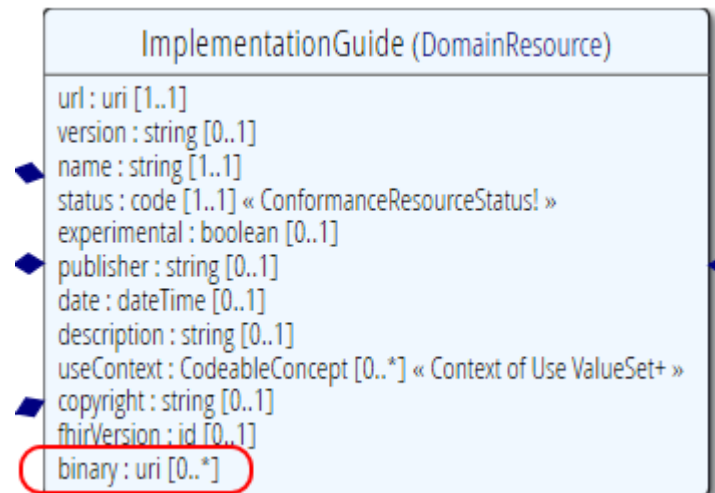 ImplementationGuide (DomainResource)
url : uri [1..1]
version : string [0..1]
name : string [1..1]
status : code [1..1] « ConformanceResourceStatus! »
experimental : boolean [0..1]
publisher : string [0..1]
date : dateTime [0..1]
description : string [0..1]
useContext : CodeableConcept [0..*] « Context of Use ValueSet+ »
copyright : string [0..1]
fhirVersion : id [0..1]
binary : uri [0..*]